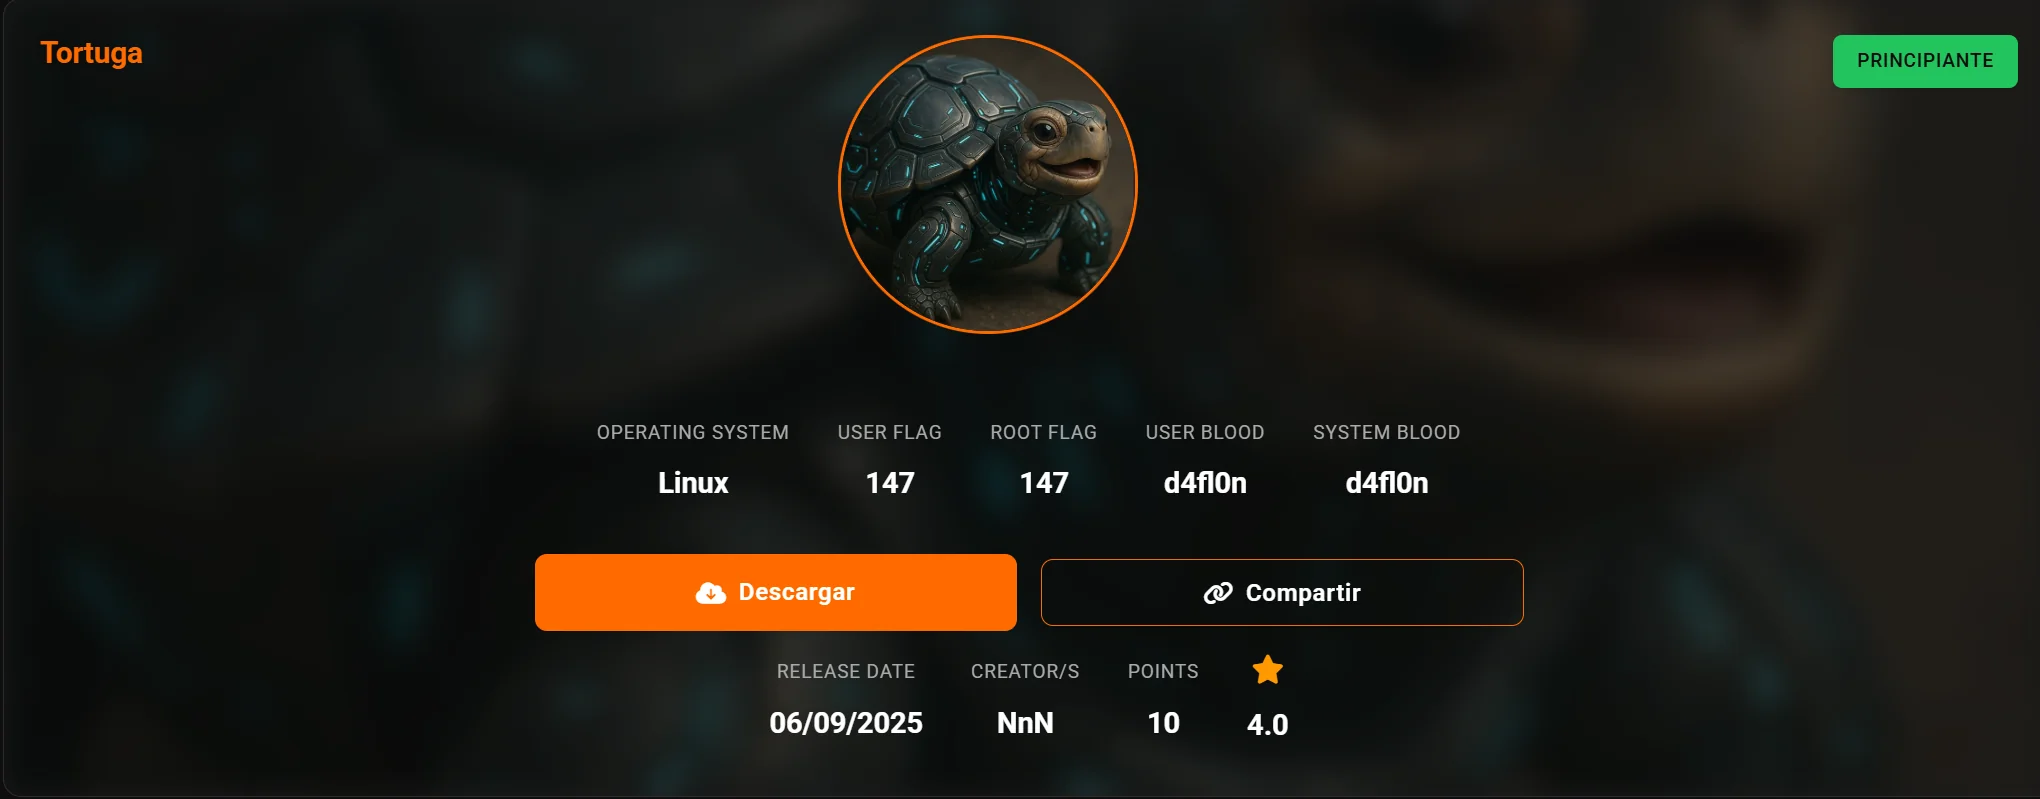 Tortuga
PRINCIPIANTE
OPERATING SYSTEM USER FLAG ROOT FLAG USER BLOOD SYSTEM BLOOD
Linux 147 147 d4fl0n d4fl0n
Descargar Compartir
RELEASE DATE CREATOR/S POINTS
06/09/2025 NnN 10 4.0